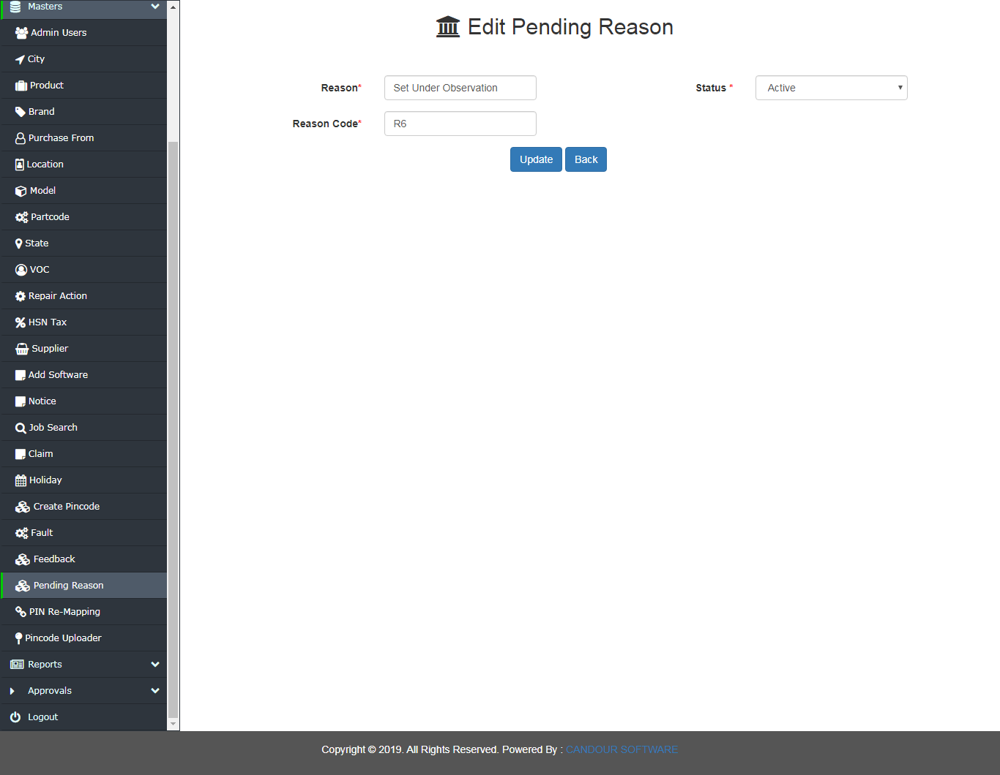 Masters
Admin Users
City
Product
Brand
Purchase From
Location
Model
Partcode
State
VOC
Repair Action
HSN Tax
Supplier
Add Software
Notice
Job Search
Claim
Holiday
Create Pincode
Fault
Feedback
Pending Reason
PIN Re-Mapping
Pincode Uploader
Reports
Approvals
Logout
Edit Pending Reason
Reason* Set Under Observation Status * Active
Reason Code* R6
Update Back
Copyright © 2019. All Rights Reserved. Powered By : CANDOUR SOFTWARE